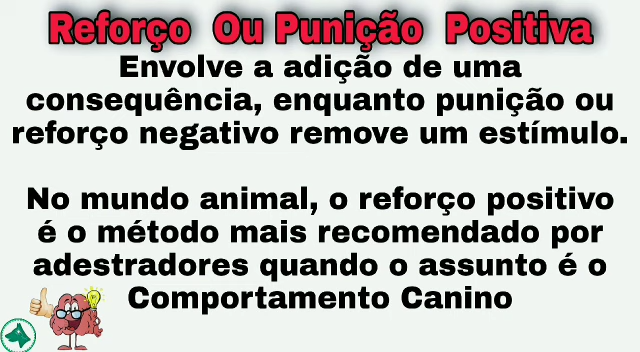 Reforço Ou Punição Positiva
Envolve a adição de uma
consequência, enquanto punição ou
reforço negativo remove um estímulo.
No mundo animal, o reforço positivo
é o método mais recomendado por
adestradores quando o assunto é o
Comportamento Canino